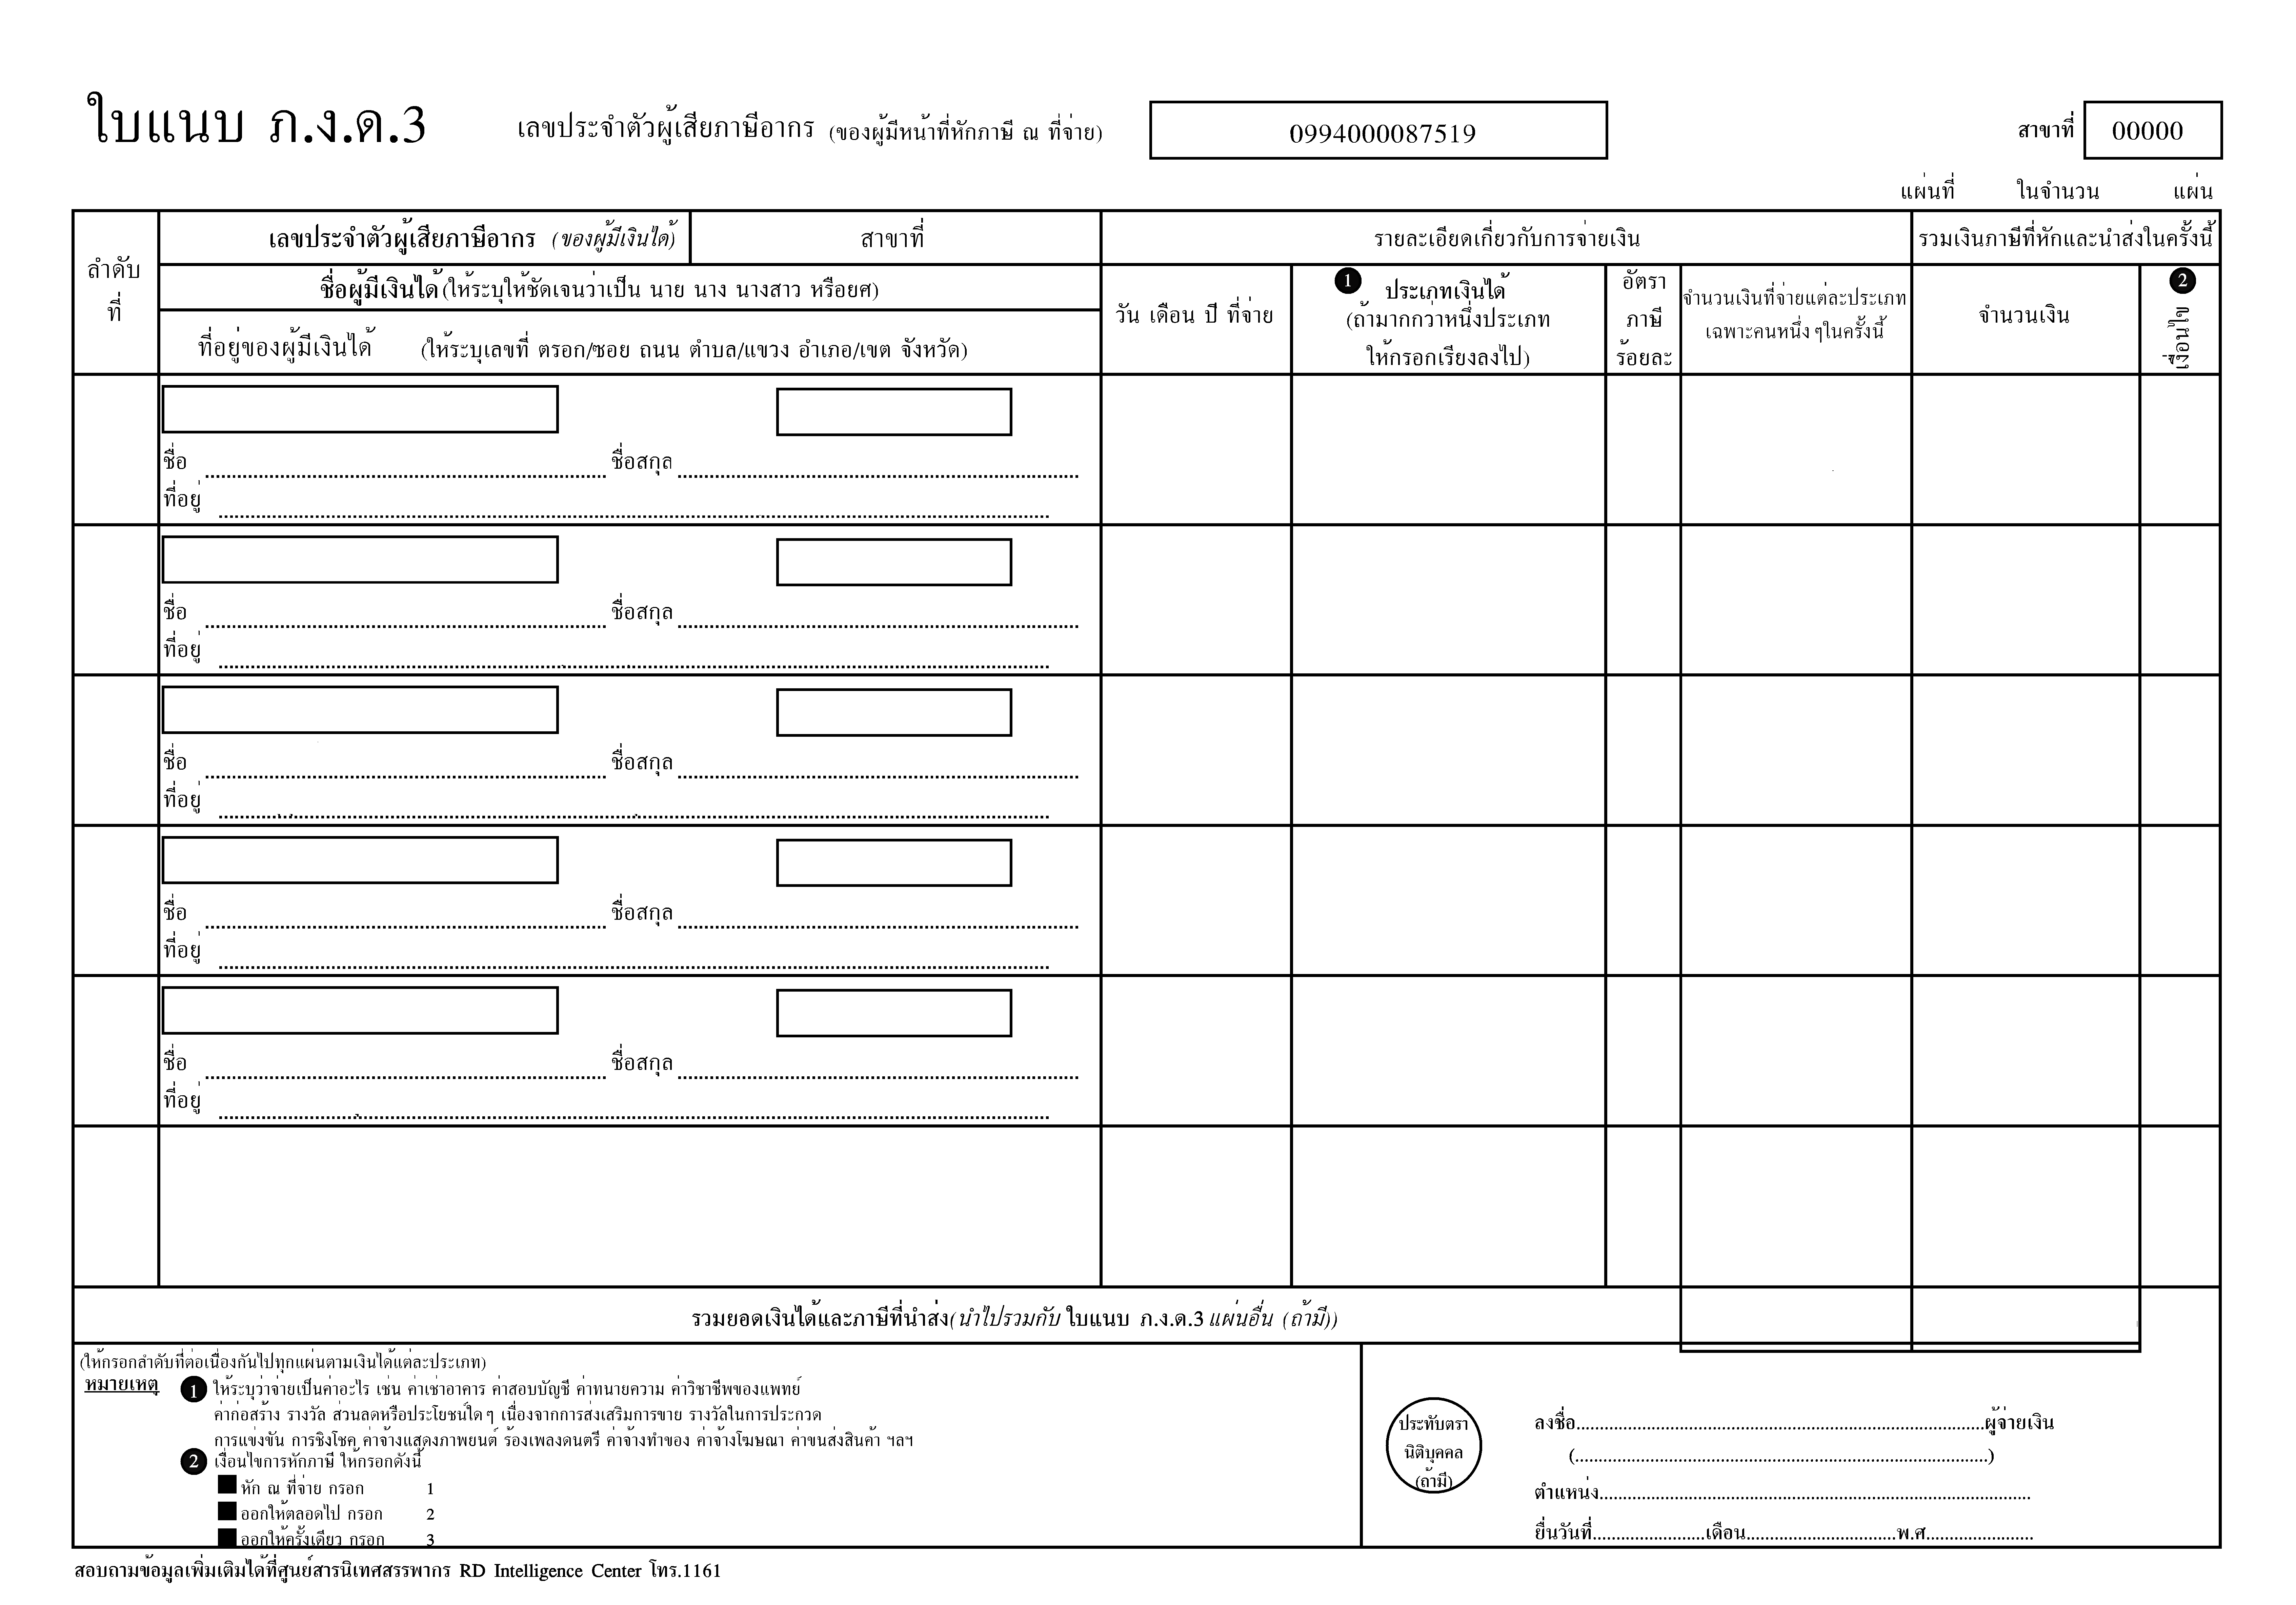 ใบแนบ ภ.ง.ด.3 เลขประจำตัวผู้เสียภาษีอากร (ของผู้มีหน้าที่หักภาษี ณ ที่จ่าย) 0994000087519 สาขาที่ 00000
แผ่นที่ ในจำนวน แผ่น
ลำดับ
ที่
เลขประจำตัวผู้เสียภาษีอากร (ของผู้มีเงินได้) สาขาที่
ชื่อผู้มีเงินได้ (ให้ระบุให้ชัดเจนว่าเป็น นาย นาง นางสาว หรือยศ)
ที่อยู่ของผู้มีเงินได้ (ให้ระบุเลขที่ ตรอก/ซอย ถนน ตำบล/แขวง อำเภอ/เขต จังหวัด)
รายละเอียดเกี่ยวกับการจ่ายเงิน
วัน เดือน ปี ที่จ่าย
1 ประเภทเงินได้
(ถ้ามากกว่าหนึ่งประเภท
ให้กรอกเรียงลงไป)
อัตรา
ภาษี
ร้อยละ
จำนวนเงินที่จ่ายแต่ละประเภท
เฉพาะคนหนึ่ง ๆในครั้งนี้
รวมเงินภาษีที่หักและนำส่งในครั้งนี้
จำนวนเงิน
2
เงื่อนไข
ชื่อ ........ ชื่อสกุล ........
ที่อยู่ ........
ชื่อ ........ ชื่อสกุล ........
ที่อยู่ ........
ชื่อ ........ ชื่อสกุล ........
ที่อยู่ ........
ชื่อ ........ ชื่อสกุล ........
ที่อยู่ ........
ชื่อ ........ ชื่อสกุล ........
ที่อยู่ ........
รวมยอดเงินได้และภาษีที่นำส่ง(นำไปรวมกับ ใบแนบ ภ.ง.ด.3 แผ่นอื่น (ถ้ามี))
(ให้กรอกลำดับที่ต่อเนื่องกันไปทุกแผ่นตามเงินได้แต่ละประเภท)
หมายเหตุ 1 ให้ระบุว่าจ่ายเป็นค่าอะไร เช่น ค่าเช่าอาคาร ค่าสอบบัญชี ค่าทนายความ ค่าวิชาชีพของแพทย์
ค่าก่อสร้าง รางวัล ส่วนลดหรือประโยชน์ใด ๆ เนื่องจากการส่งเสริมการขาย รางวัลในการประกวด
การแข่งขัน การชิงโชค ค่าจ้างแสดงภาพยนต์ ร้องเพลงดนตรี ค่าจ้างทำของ ค่าจ้างโฆษณา ค่าขนส่งสินค้า ฯลฯ
2 เงื่อนไขการหักภาษี ให้กรอกดังนี้
หัก ณ ที่จ่าย กรอก 1
ออกให้ตลอดไป กรอก 2
ออกให้ครั้งเดียว กรอก 3
ประทับตรา
นิติบุคคล
(ถ้ามี)
ลงชื่อ........ผู้จ่ายเงิน
(........)
ตำแหน่ง........
ยื่นวันที่........เดือน........พ.ศ........
สอบถามข้อมูลเพิ่มเติมได้ที่ศูนย์สารนิเทศสรรพากร RD Intelligence Center โทร.1161